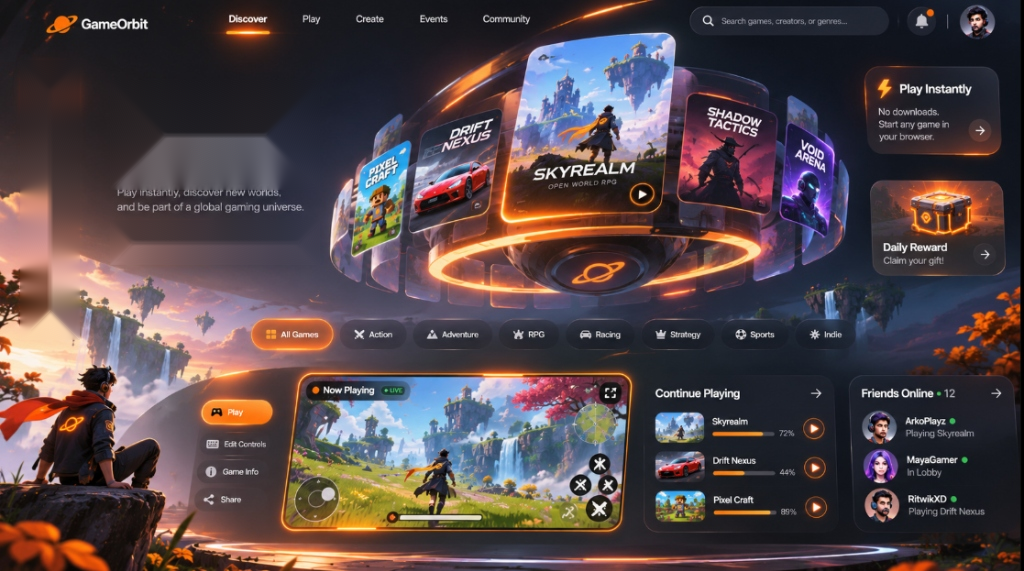 GameOrbit
Discover
Play
Create
Events
Community
Search games, creators, or genres...
Play Instantly
No downloads.
Start any game in
your browser.
Play instantly, discover new worlds,
and be part of a global gaming universe.
PIXEL
CRAFT
DRIFT
NEXUS
SKYREALM
OPEN WORLD RPG
SHADOW
TACTICS
VOID
ARENA
Daily Reward
Claim your gift!
All Games
Action
Adventure
RPG
Racing
Strategy
Sports
Indie
Play
Edit Controls
Game Info
Share
Now Playing
LIVE
Continue Playing
Skyrealm
72%
Drift Nexus
44%
Pixel Craft
89%
Friends Online • 12
ArkoPlayz
Playing Skyrealm
MayaGamer
In Lobby
RitwikXD
Playing Drift Nexus